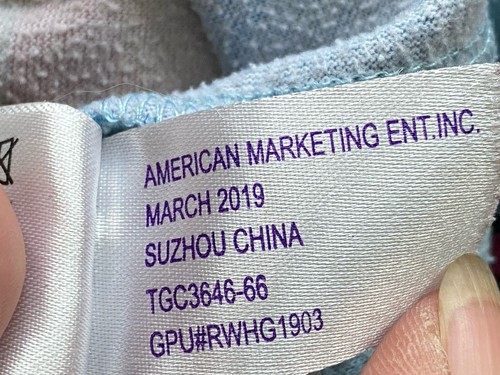 AMERICAN MARKETING ENT.INC.
MARCH 2019
SUZHOU CHINA
TGC3646-66
GPU#RWHG1903